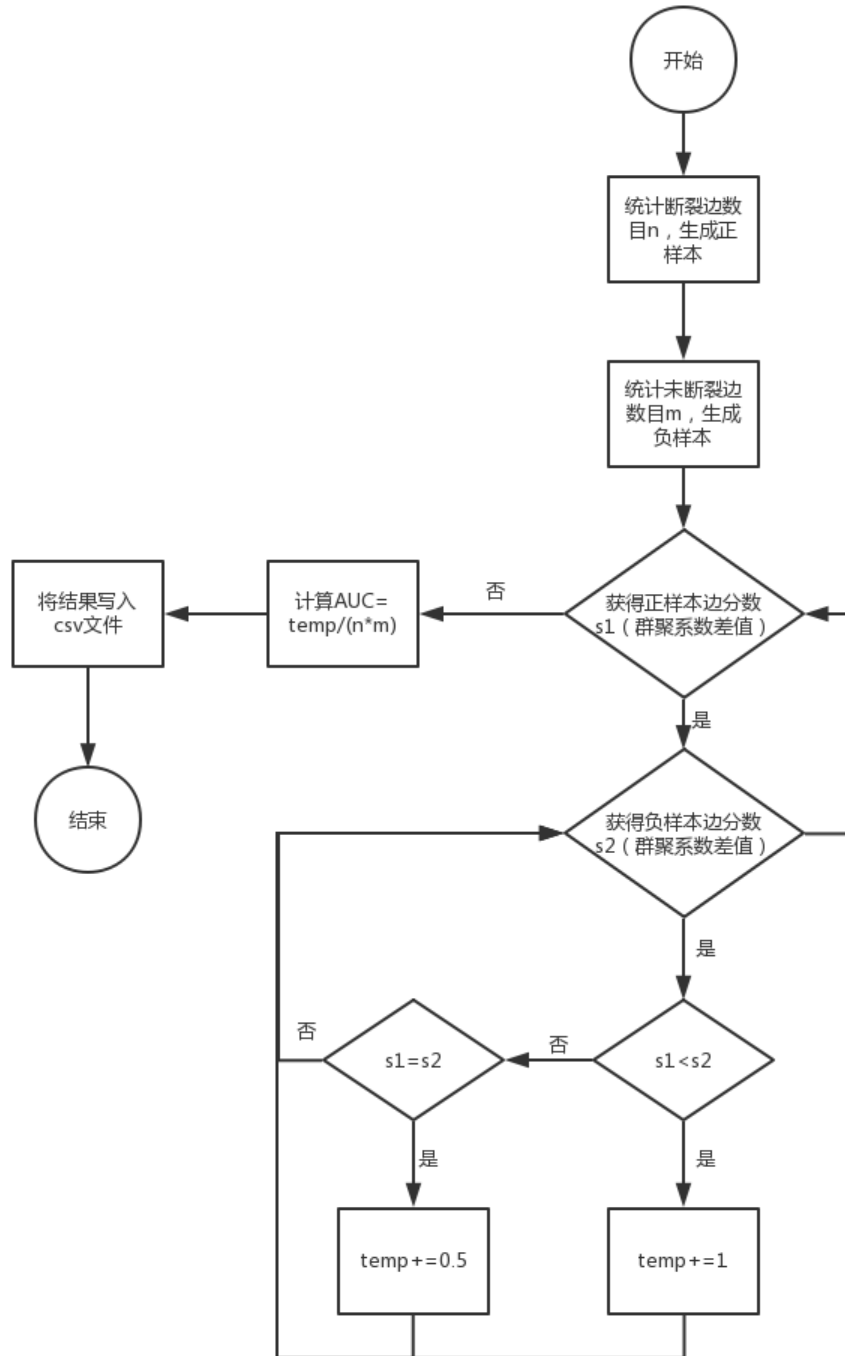 开始
统计断裂边数
目n，生成正
样本
统计未断裂边
数目m，生成
负样本
获得正样本边分数
s1（群聚系数差值）
否
计算AUC=
temp/(n*m)
将结果写入
csv文件
结束
是
获得负样本边分数
s2（群聚系数差值）
是
s1<s2
否
s1=s2
否
是
是
temp+=0.5
temp+=1